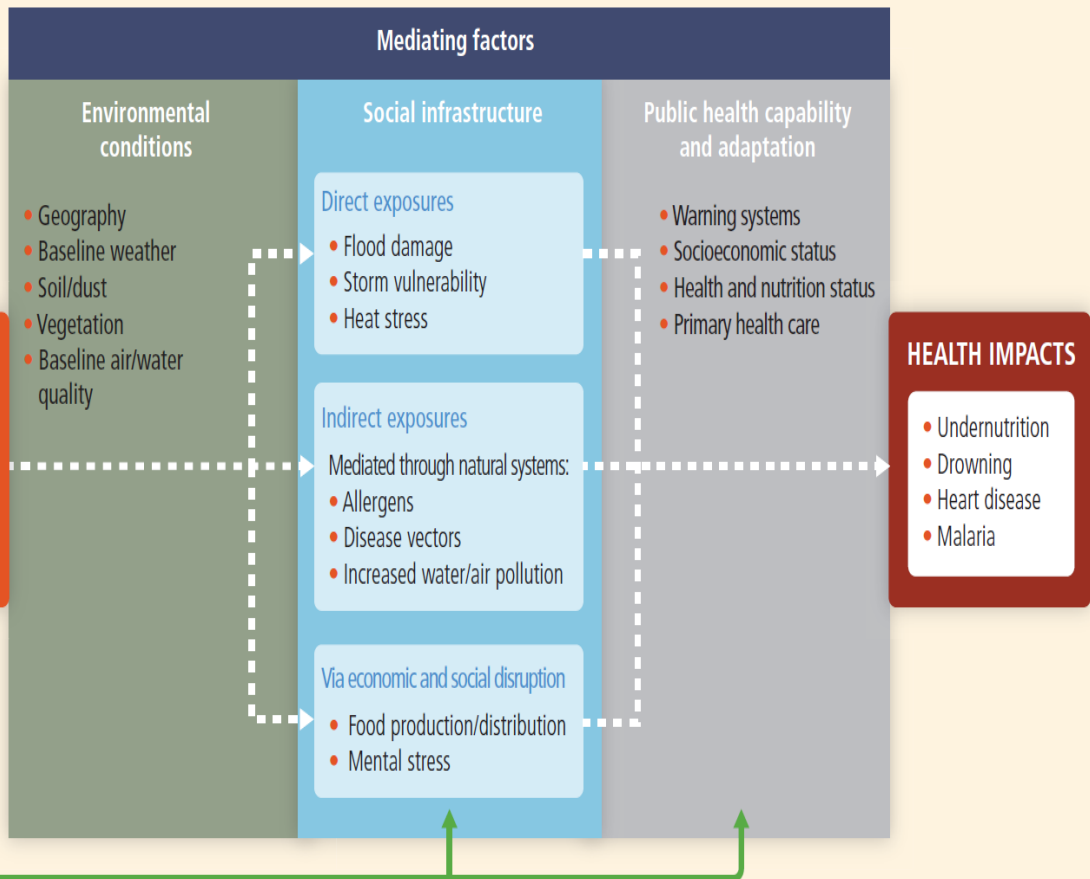 Mediating factors
Environmental
conditions
Geography
Baseline weather
Soil/dust
Vegetation
Baseline air/water
quality
Social infrastructure
Direct exposures
Flood damage
Storm vulnerability
Heat stress
Indirect exposures
Mediated through natural systems:
Allergens
Disease vectors
Increased water/air pollution
Via economic and social disruption
Food production/distribution
Mental stress
Public health capability
and adaptation
Warning systems
Socioeconomic status
Health and nutrition status
Primary health care
HEALTH IMPACTS
Undernutrition
Drowning
Heart disease
Malaria